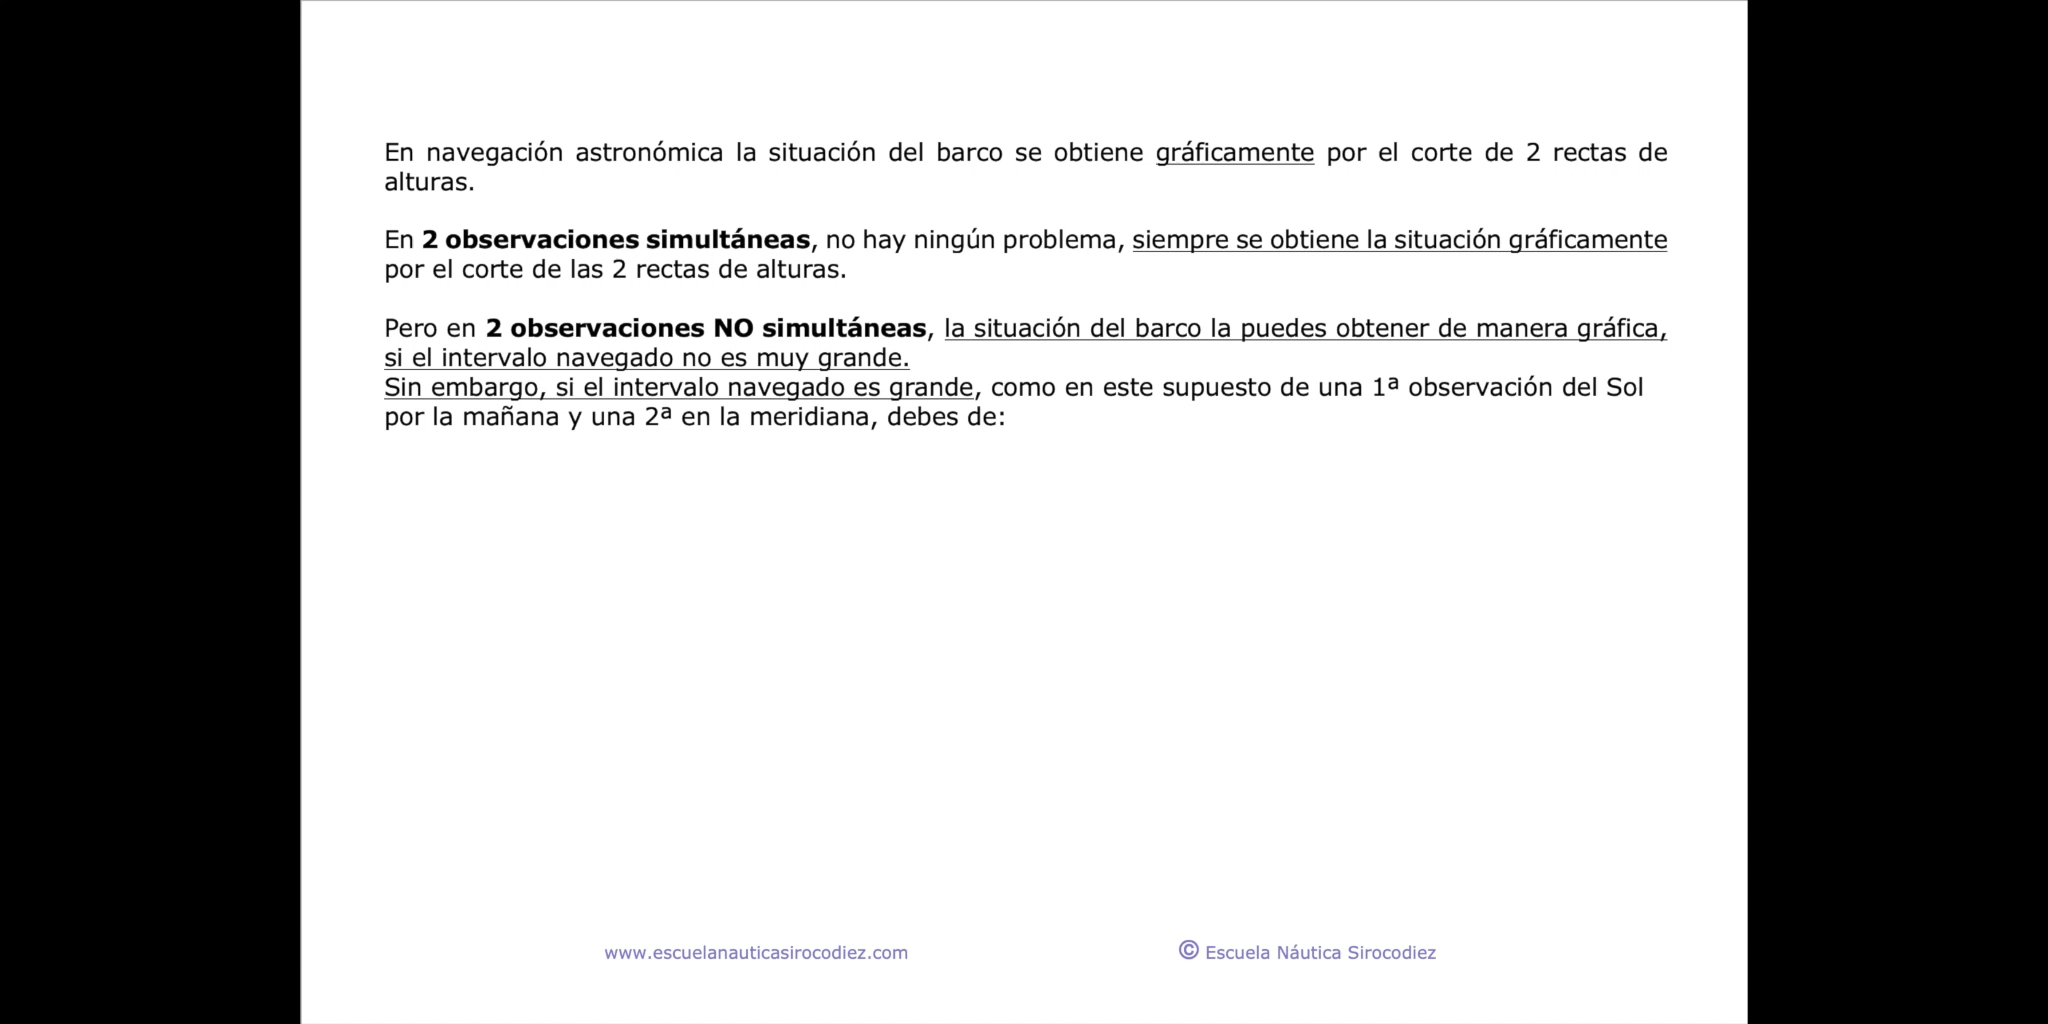 En navegación astronómica la situación del barco se obtiene gráficamente por el corte de 2 rectas de
alturas.
En 2 observaciones simultáneas, no hay ningún problema, siempre se obtiene la situación gráficamente
por el corte de las 2 rectas de alturas.
Pero en 2 observaciones NO simultáneas, la situación del barco la puedes obtener de manera gráfica,
si el intervalo navegado no es muy grande.
Sin embargo, si el intervalo navegado es grande, como en este supuesto de una 1ª observación del Sol
por la mañana y una 2ª en la meridiana, debes de:
www.escuelanauticasirocodiez.com © Escuela Náutica Sirocodiez